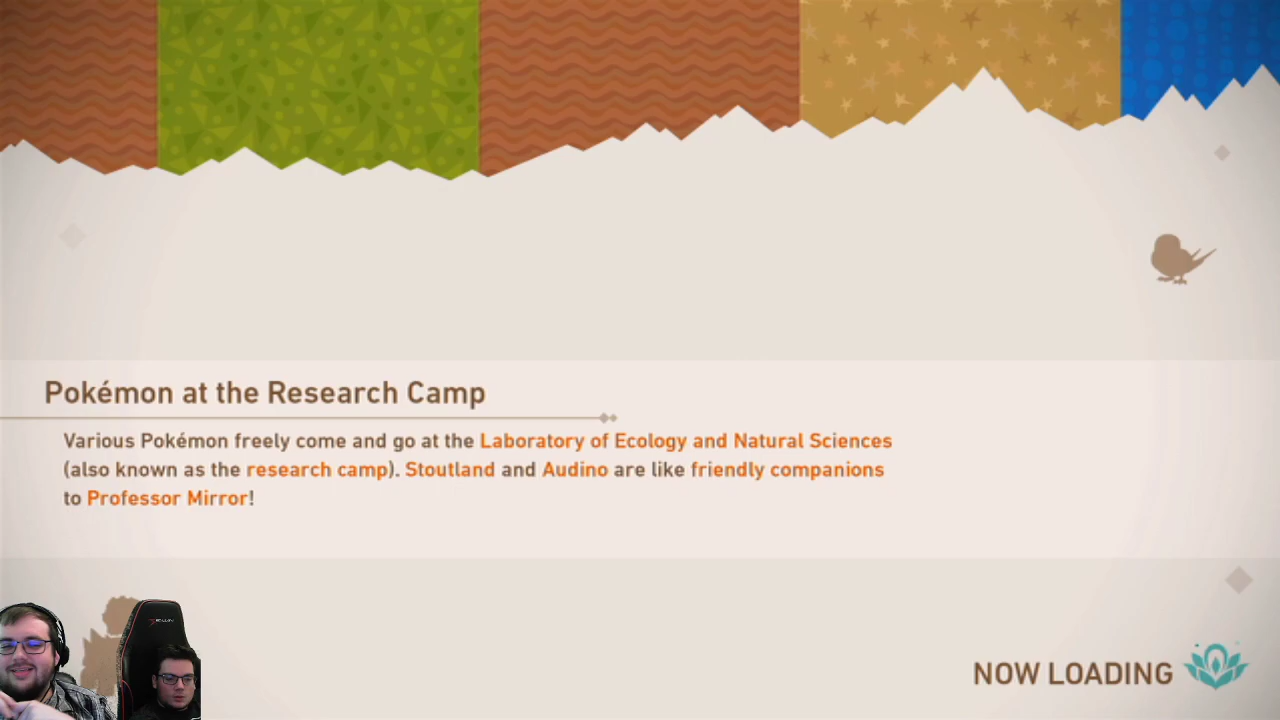 Pokémon at the Research Camp
Various Pokémon freely come and go at the Laboratory of Ecology and Natural Sciences
(also known as the research camp). Stoutland and Audino are like friendly companions
to Professor Mirror!
NOW LOADING